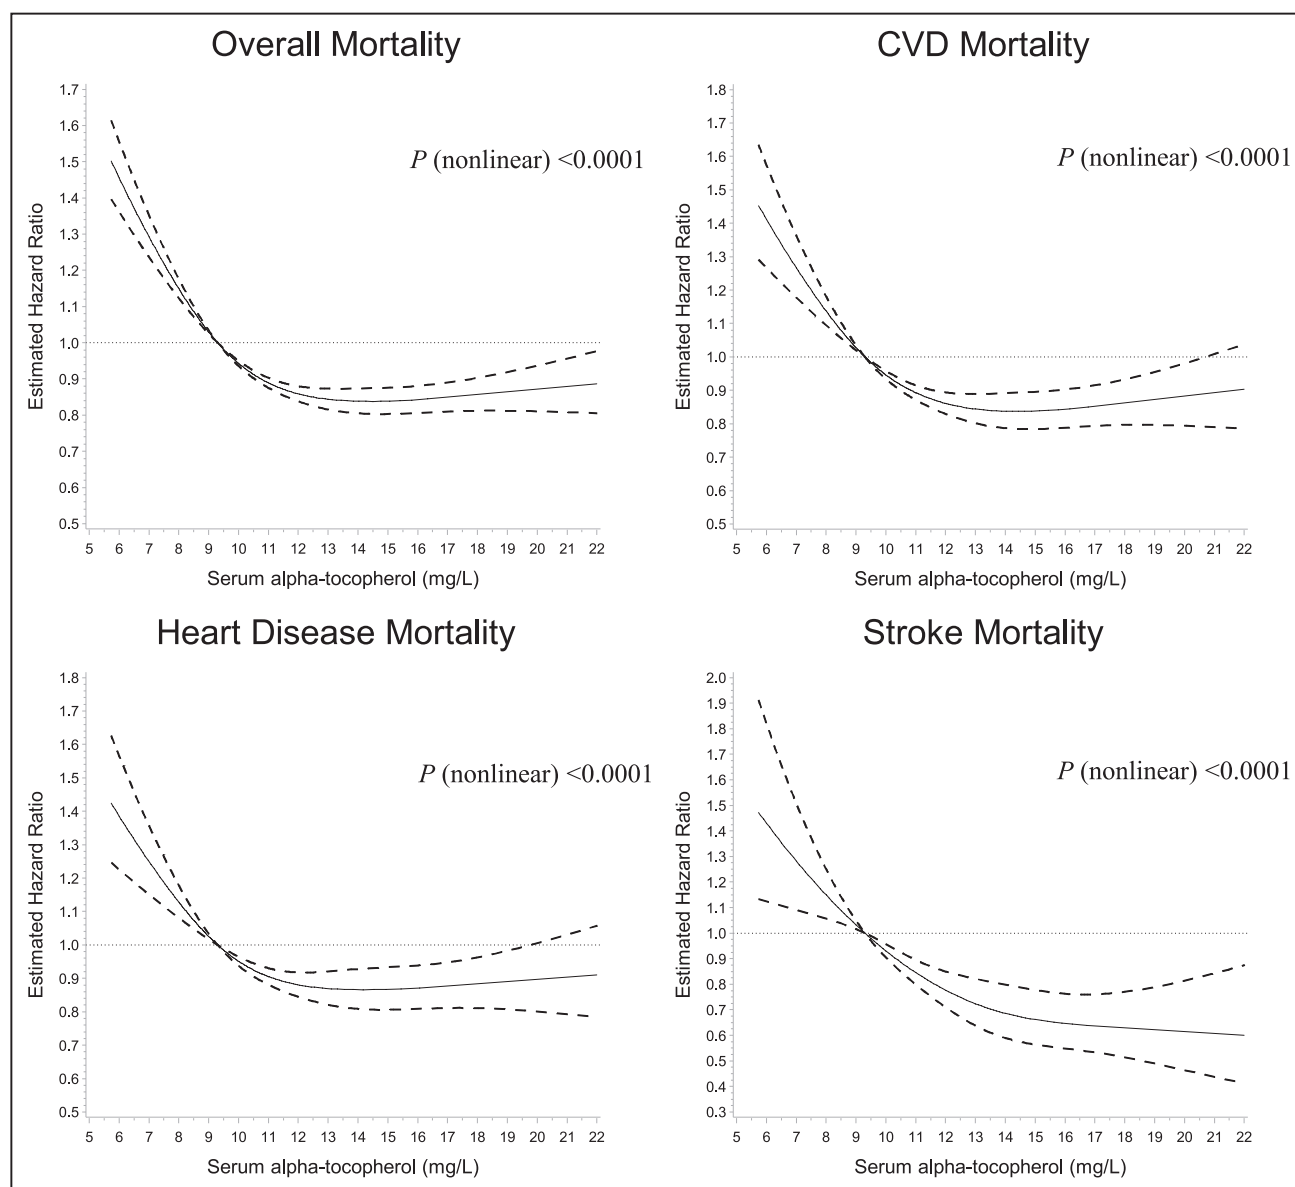 Overall Mortality
1.7
1.6
1.5
1.4
1.3
1.2
1.1
1.0
0.9
0.8
0.7
0.6
0.5
Estimated Hazard Ratio
P (nonlinear) <0.0001
5 6 7 8 9 10 11 12 13 14 15 16 17 18 19 20 21 22
Serum alpha-tocopherol (mg/L)
CVD Mortality
1.8
1.7
1.6
1.5
1.4
1.3
1.2
1.1
1.0
0.9
0.8
0.7
0.6
0.5
Estimated Hazard Ratio
P (nonlinear) <0.0001
5 6 7 8 9 10 11 12 13 14 15 16 17 18 19 20 21 22
Serum alpha-tocopherol (mg/L)
Heart Disease Mortality
1.8
1.7
1.6
1.5
1.4
1.3
1.2
1.1
1.0
0.9
0.8
0.7
0.6
0.5
Estimated Hazard Ratio
P (nonlinear) <0.0001
5 6 7 8 9 10 11 12 13 14 15 16 17 18 19 20 21 22
Serum alpha-tocopherol (mg/L)
Stroke Mortality
2.0
1.9
1.8
1.7
1.6
1.5
1.4
1.3
1.2
1.1
1.0
0.9
0.8
0.7
0.6
0.5
0.4
0.3
Estimated Hazard Ratio
P (nonlinear) <0.0001
5 6 7 8 9 10 11 12 13 14 15 16 17 18 19 20 21 22
Serum alpha-tocopherol (mg/L)